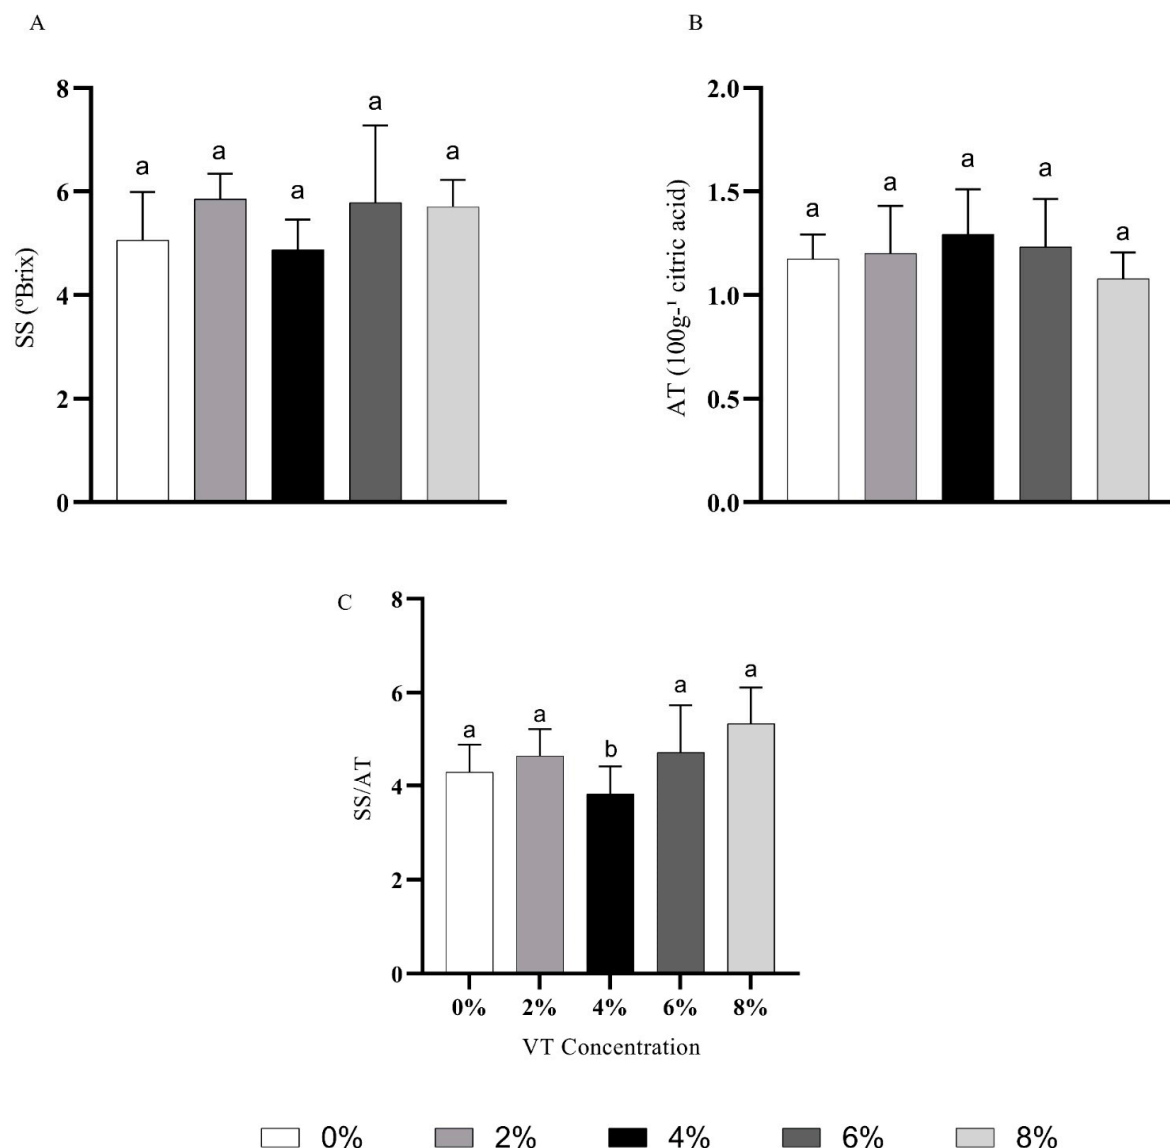 A
SS (ºBrix)
8
6
4
2
0
a
a
a
a
a
B
AT (100g-¹ citric acid)
2.0
1.5
1.0
0.5
0.0
a
a
a
a
a
C
SS/AT
8
6
4
2
0
a
a
b
a
a
0% 2% 4% 6% 8%
VT Concentration
0% 2% 4% 6% 8%